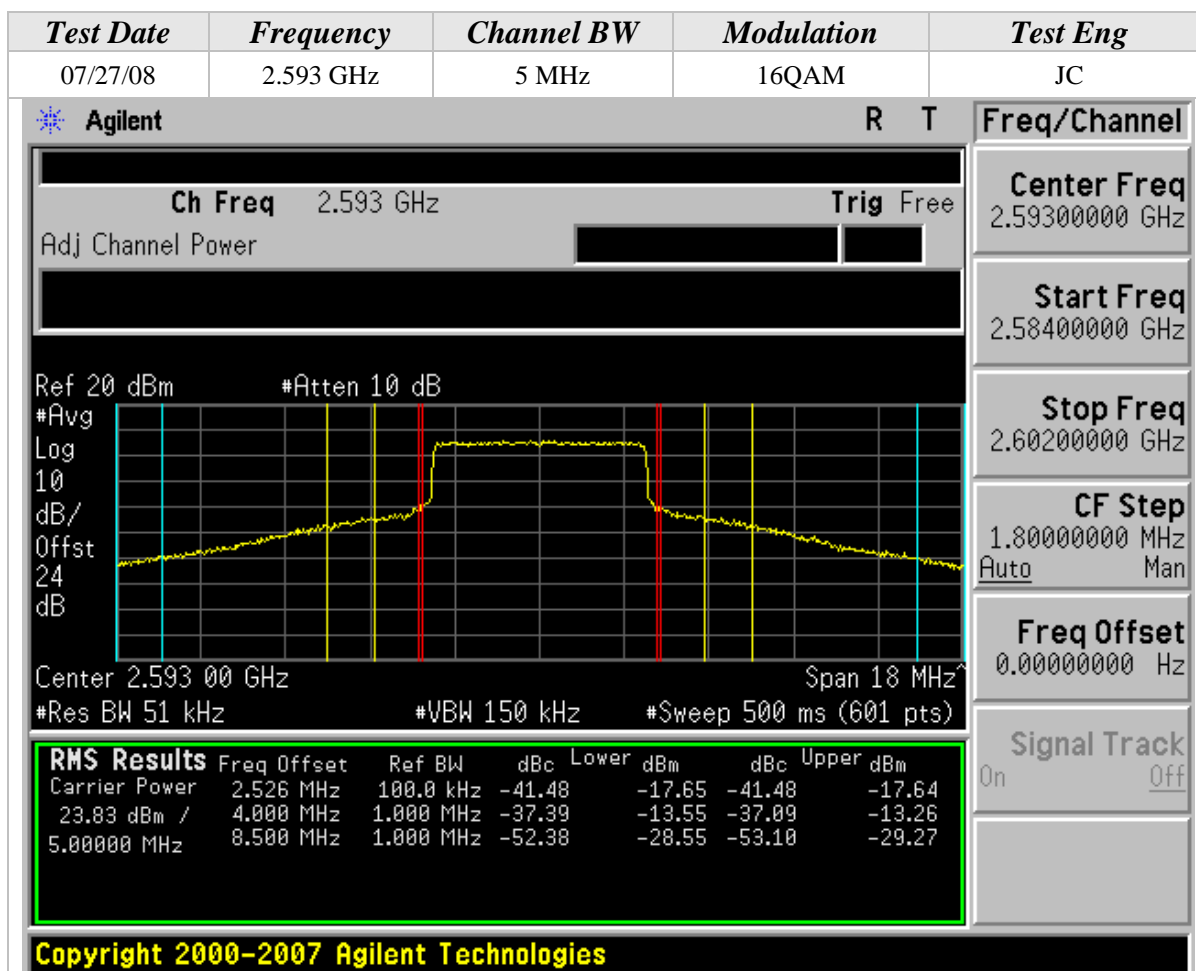 Test Date Frequency Channel BW Modulation Test Eng
07/27/08 2.593 GHz 5 MHz 16QAM JC
Agilent R T Freq/Channel
Ch Freq 2.593 GHz Trig Free
Adj Channel Power
Center Freq
2.59300000 GHz
Start Freq
2.58400000 GHz
Stop Freq
2.60200000 GHz
CF Step
1.80000000 MHz
Auto Man
Freq Offset
0.00000000 Hz
Signal Track
On Off
Ref 20 dBm #Atten 10 dB
#Avg
Log
10
dB/
Offst
24
dB
Center 2.593 00 GHz Span 18 MHz^
#Res BW 51 kHz #VBW 150 kHz #Sweep 500 ms (601 pts)
RMS Results Freq Offset Ref BW dBc Lower dBm dBc Upper dBm
Carrier Power 2.526 MHz 100.0 kHz -41.48 -17.65 -41.48 -17.64
23.83 dBm / 4.000 MHz 1.000 MHz -37.39 -13.55 -37.09 -13.26
5.00000 MHz 8.500 MHz 1.000 MHz -52.38 -28.55 -53.10 -29.27
Copyright 2000-2007 Agilent Technologies